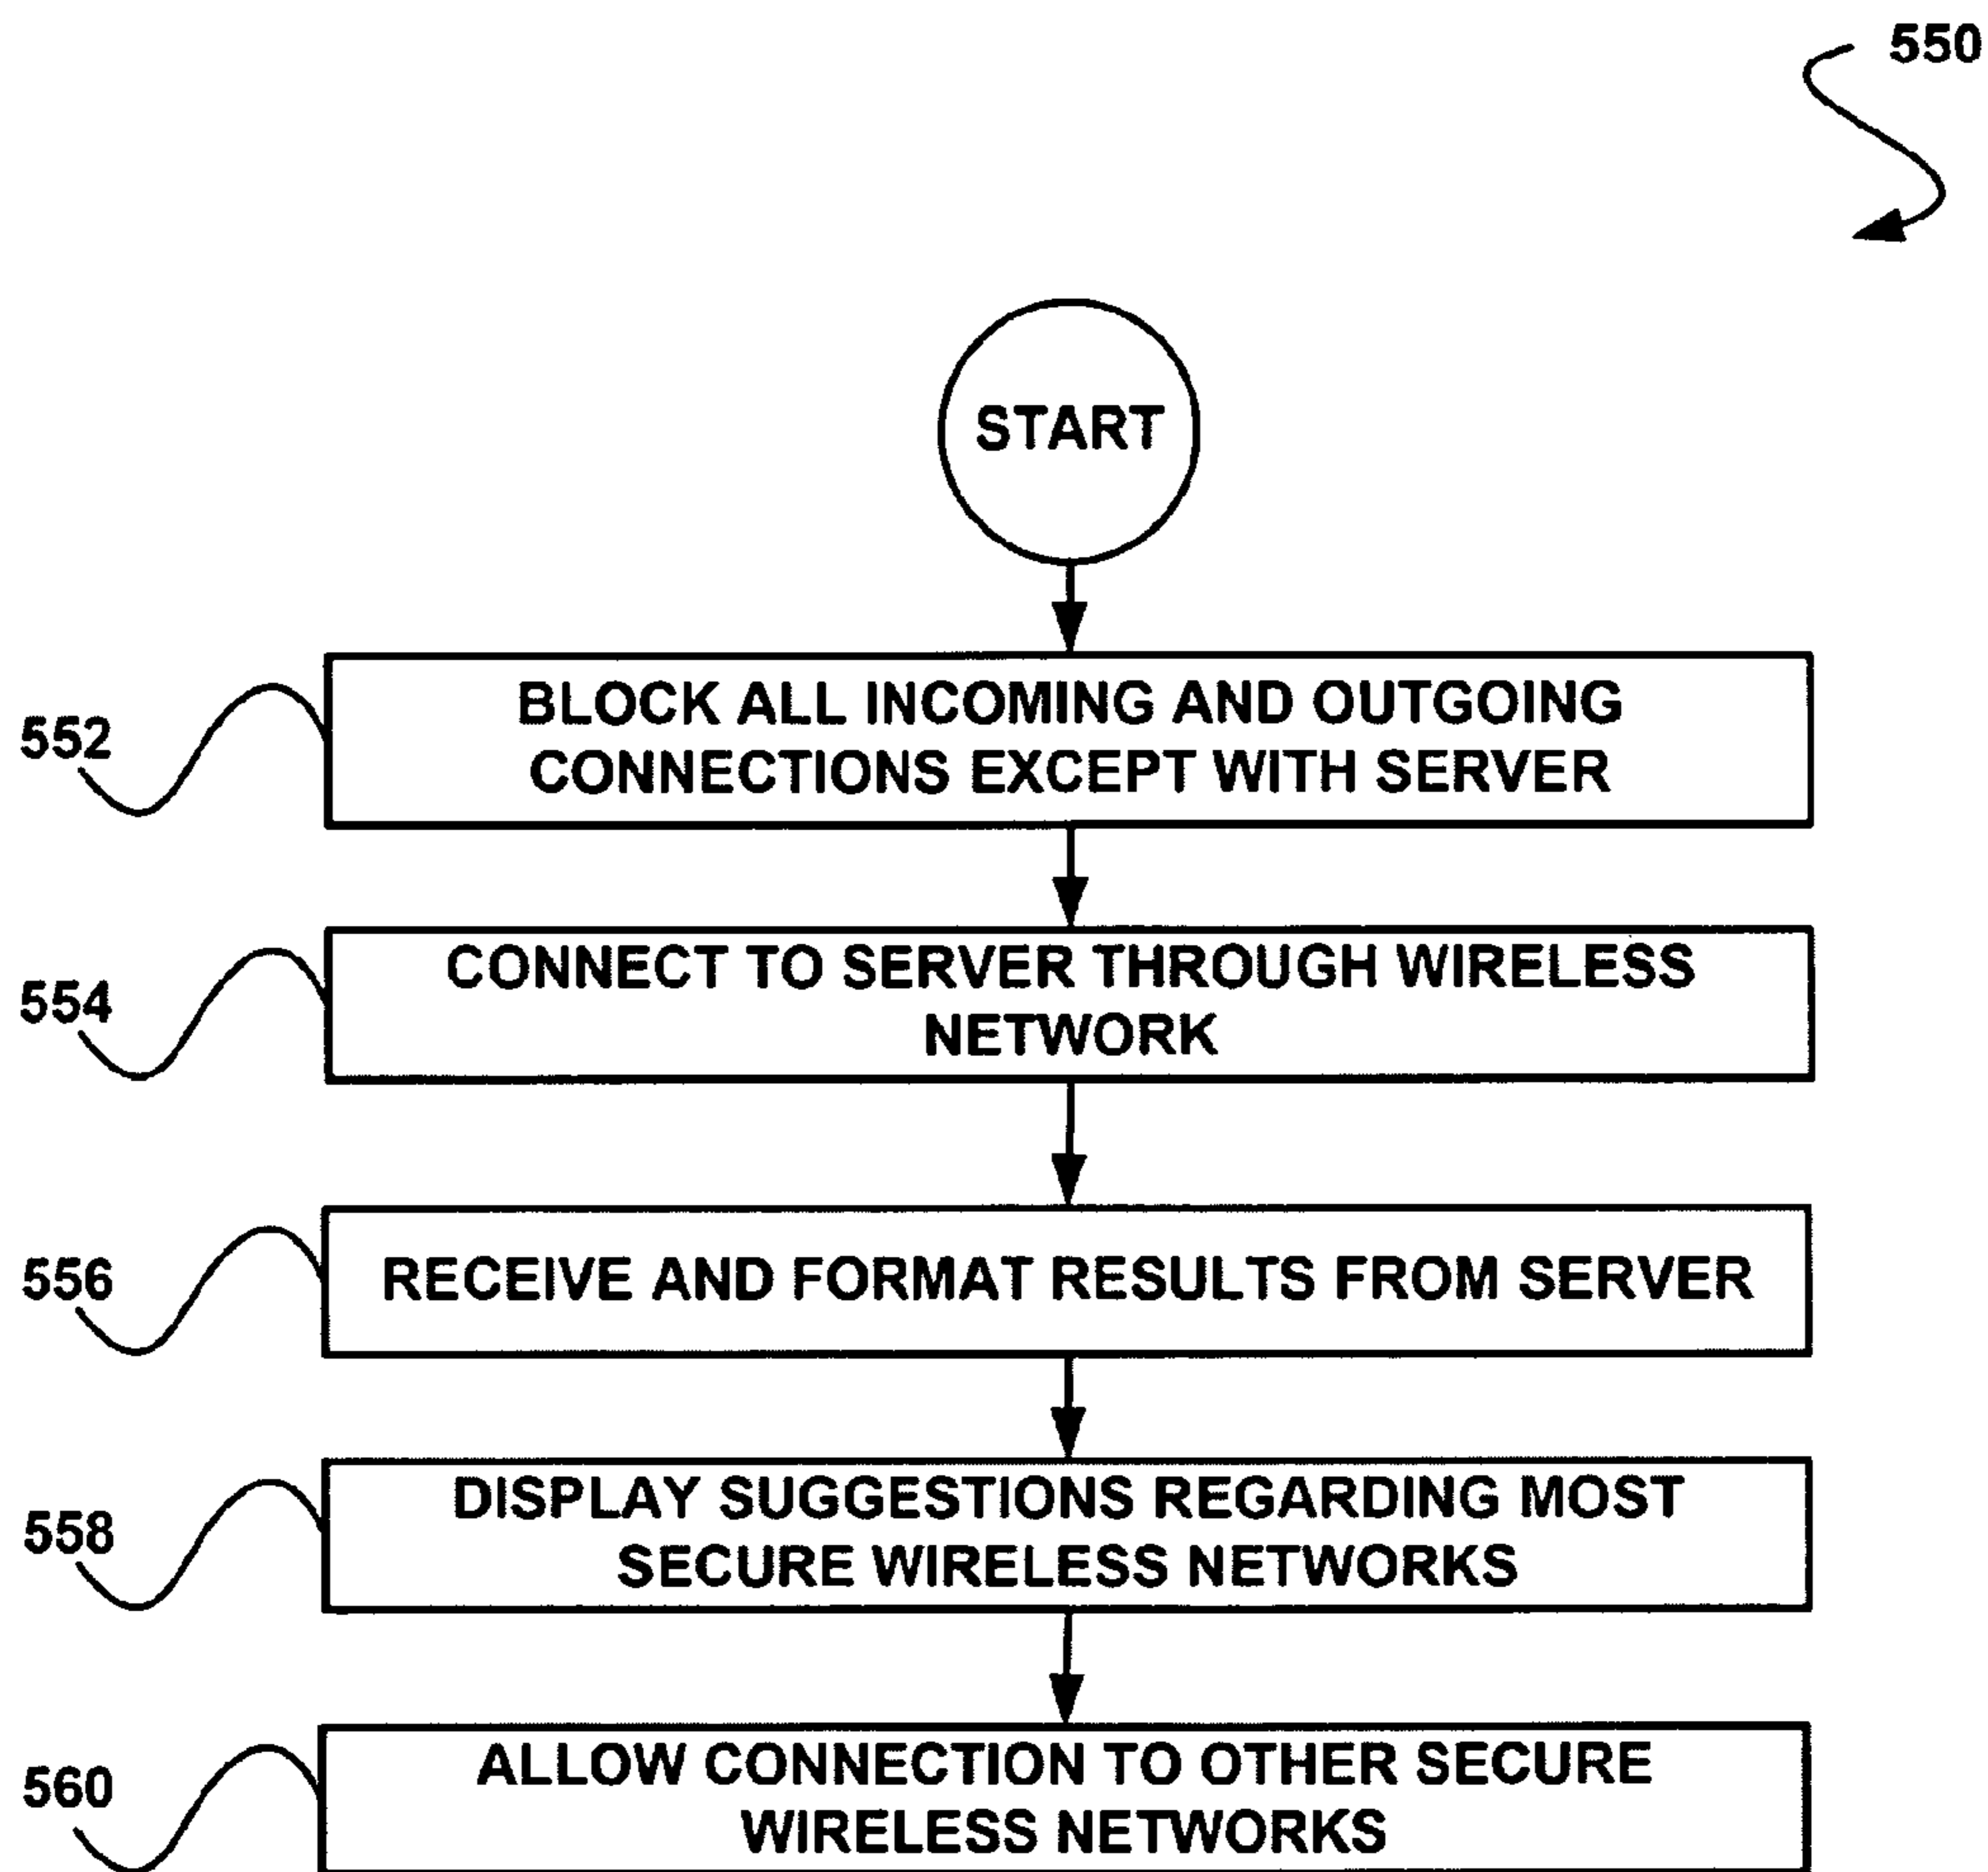 550
START
552
BLOCK ALL INCOMING AND OUTGOING
CONNECTIONS EXCEPT WITH SERVER
554
CONNECT TO SERVER THROUGH WIRELESS
NETWORK
556
RECEIVE AND FORMAT RESULTS FROM SERVER
558
DISPLAY SUGGESTIONS REGARDING MOST
SECURE WIRELESS NETWORKS
560
ALLOW CONNECTION TO OTHER SECURE
WIRELESS NETWORKS